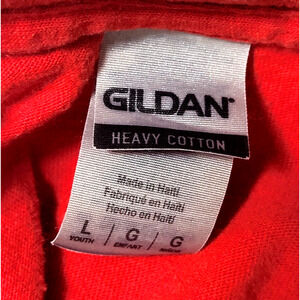 GILDAN
HEAVY COTTON
Made in Haiti
Fabriqué en Haïti
Hecho en Haití
L G G
YOUTH ENFANT